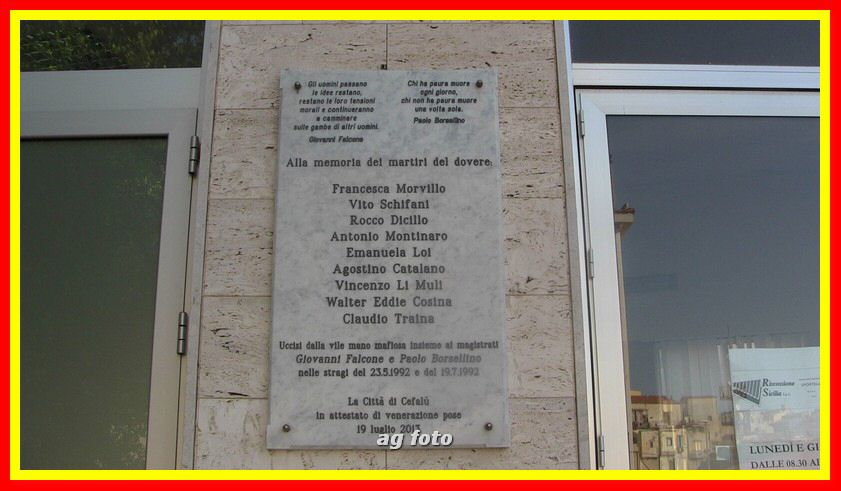 Gli uomini passano
le idee restano,
restano le loro tensioni
morali e continueranno
a camminare
sulle gambe di altri uomini.
Giovanni Falcone
Chi ha paura muore
ogni giorno,
chi non ha paura muore
una volta sola.
Paolo Borsellino
Alla memoria dei martiri del dovere:
Francesca Morvillo
Vito Schifani
Rocco Dicillo
Antonio Montinaro
Emanuela Loi
Agostino Catalano
Vincenzo Li Muli
Walter Eddie Cosina
Claudio Traina
Uccisi dalla vile mano mafiosa insieme ai magistrati
Giovanni Falcone e Paolo Borsellino
nelle stragi del 23.5.1992 e del 19.7.1992
La Città di Cefalù
in attestato di venerazione pose
19 luglio 2013
ag foto
Riscossione
Sicilia S.p.A.
SPORTELL
LUNEDÌ E GI
DALLE 08.30 AL